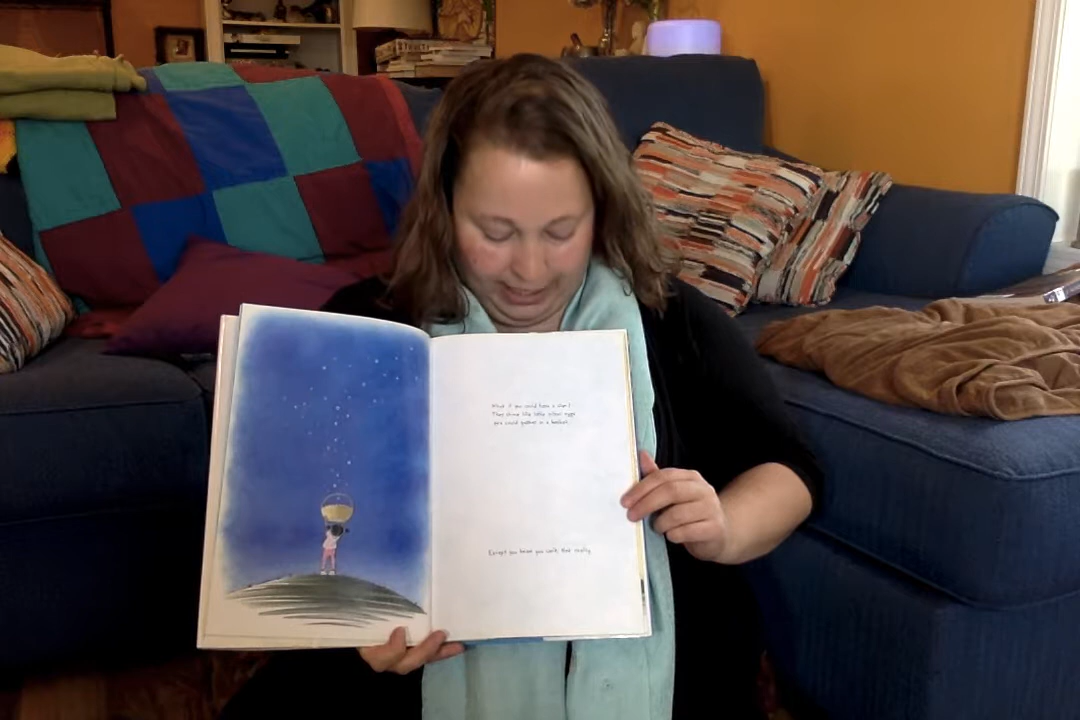 What if you could have a star?
They shine like little silver eggs
you could gather in a basket.
Except you know you can't, not really.